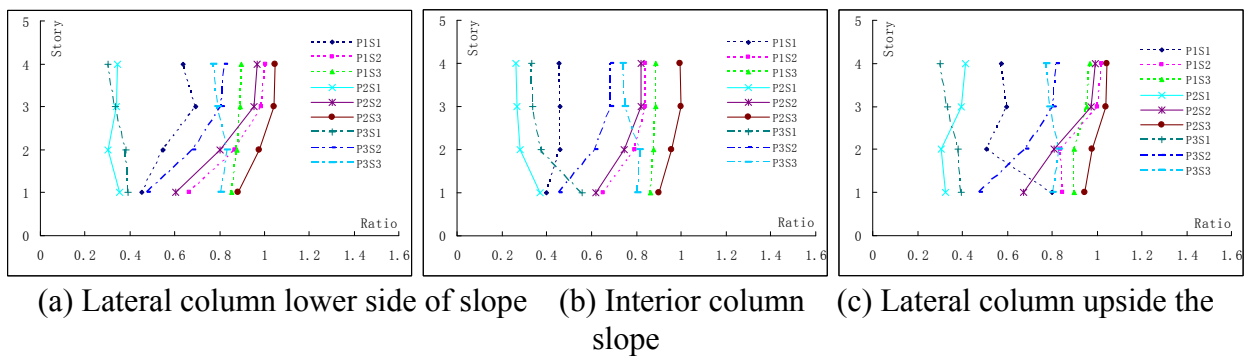 5
4
3
2
1
0
Story
P1S1
P1S2
P1S3
P2S1
P2S2
P2S3
P3S1
P3S2
P3S3
Ratio
0 0.2 0.4 0.6 0.8 1 1.2 1.4 1.6
5
4
3
2
1
0
Story
P1S1
P1S2
P1S3
P2S1
P2S2
P2S3
P3S1
P3S2
P3S3
Ratio
0 0.2 0.4 0.6 0.8 1 1.2 1.4 1.6
5
4
3
2
1
0
Story
P1S1
P1S2
P1S3
P2S1
P2S2
P2S3
P3S1
P3S2
P3S3
Ratio
0 0.2 0.4 0.6 0.8 1 1.2 1.4 1.6
(a) Lateral column lower side of slope (b) Interior column (c) Lateral column upside the
slope